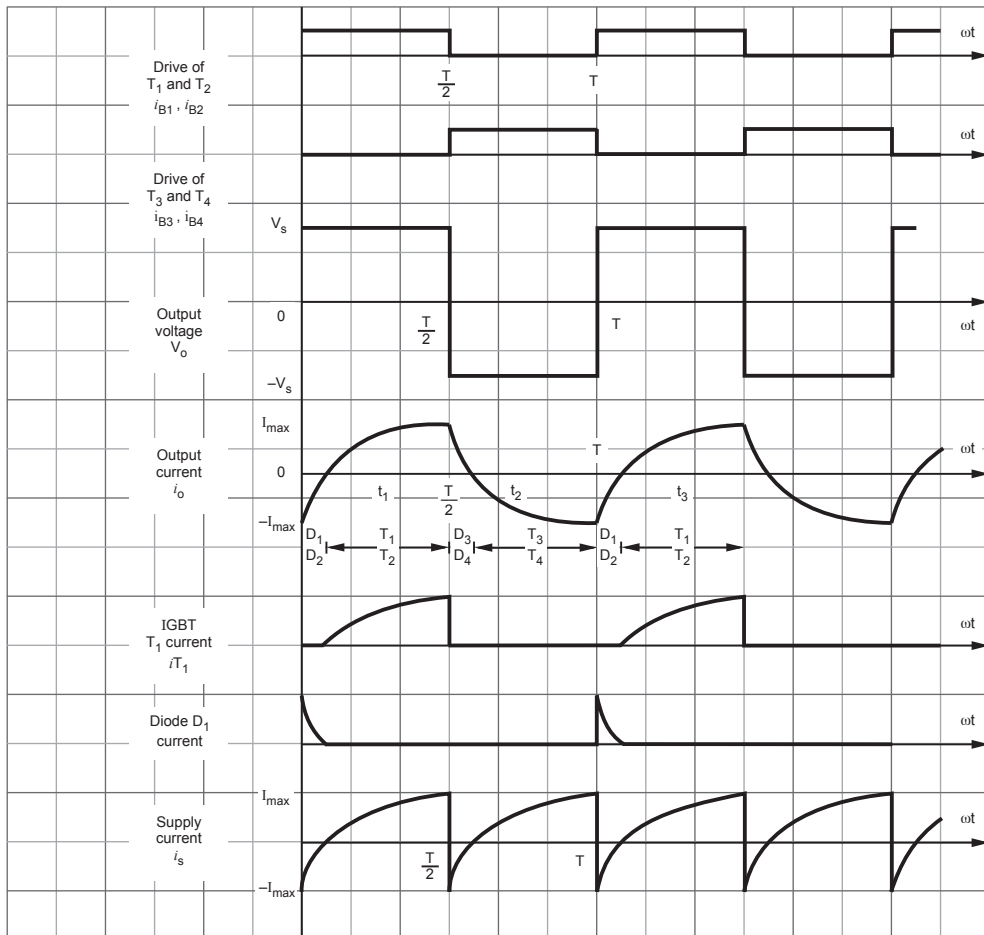 ωt
Drive of
T1 and T2
iB1 , iB2
T/2
T
ωt
Drive of
T3 and T4
iB3 , iB4
Vs
Output
voltage
Vo
0
T/2
T
ωt
–Vs
Imax
Output
current
io
0
T
ωt
t1
T/2
t2
t3
–Imax
D1 T1 D3 T3 D1 T1
D2 T2 D4 T4 D2 T2
IGBT
T1 current
iT1
ωt
Diode D1
current
ωt
Imax
Supply
current
is
ωt
T/2
T
–Imax